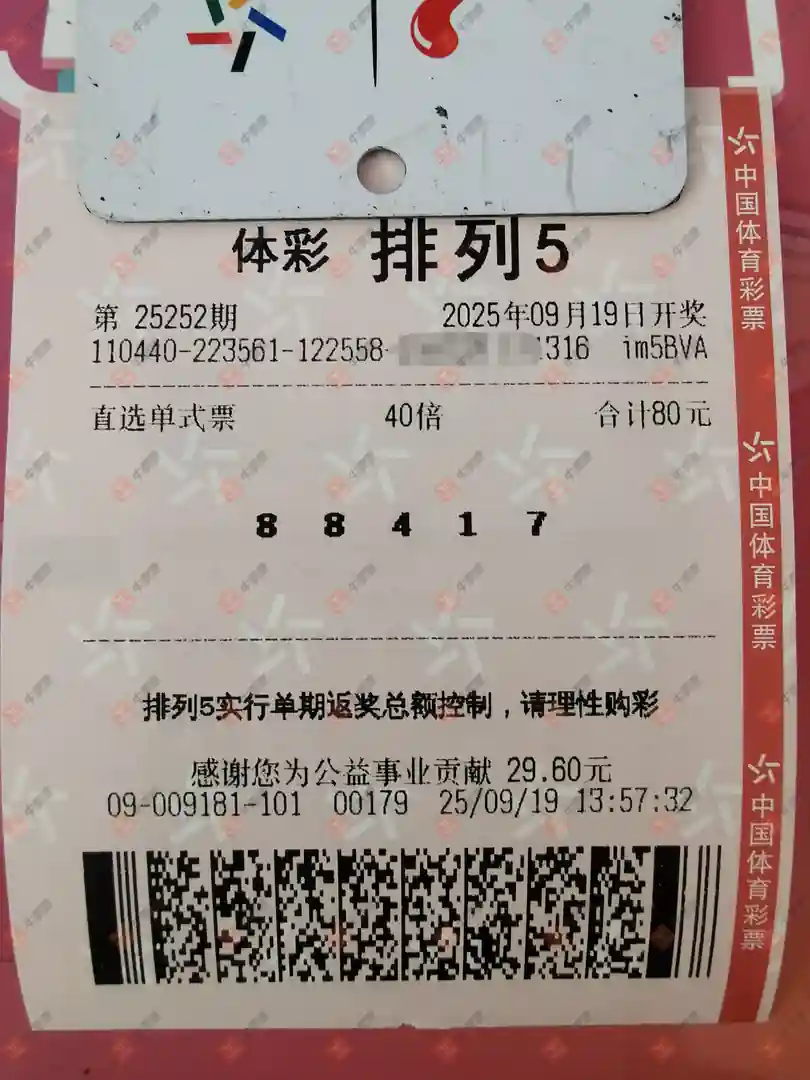 体彩 排列5
第 25252期 2025年09月19日开奖
110440-223561-122558- 1316 im5BVA
直选单式票 40倍 合计80元
8 8 4 1 7
排列5实行单期返奖总额控制，请理性购彩
感谢您为公益事业贡献 29.60元
09-009181-101 00179 25/09/19 13:57:32
中国体育彩票
中国体育彩票
中国体育彩票